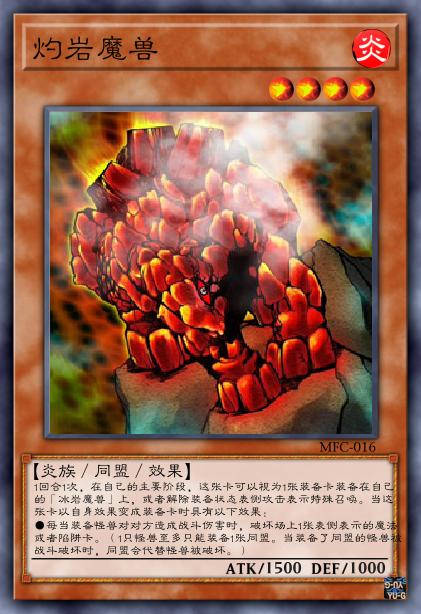 灼岩魔兽
炎
MFC-016
【炎族／同盟／效果】
1回合1次，在自己的主要阶段，这张卡可以视为1张装备卡装备在自己
的「冰岩魔兽」上，或者解除装备状态表侧攻击表示特殊召唤。当这
张卡以自身效果变成装备卡时具有以下效果：
●每当装备怪兽对对方造成战斗伤害时，破坏场上1张表侧表示的魔法
或者陷阱卡。（1只怪兽至多只能装备1张同盟。当装备了同盟的怪兽被
战斗破坏时，同盟会代替怪兽被破坏。）
ATK/1500 DEF/1000